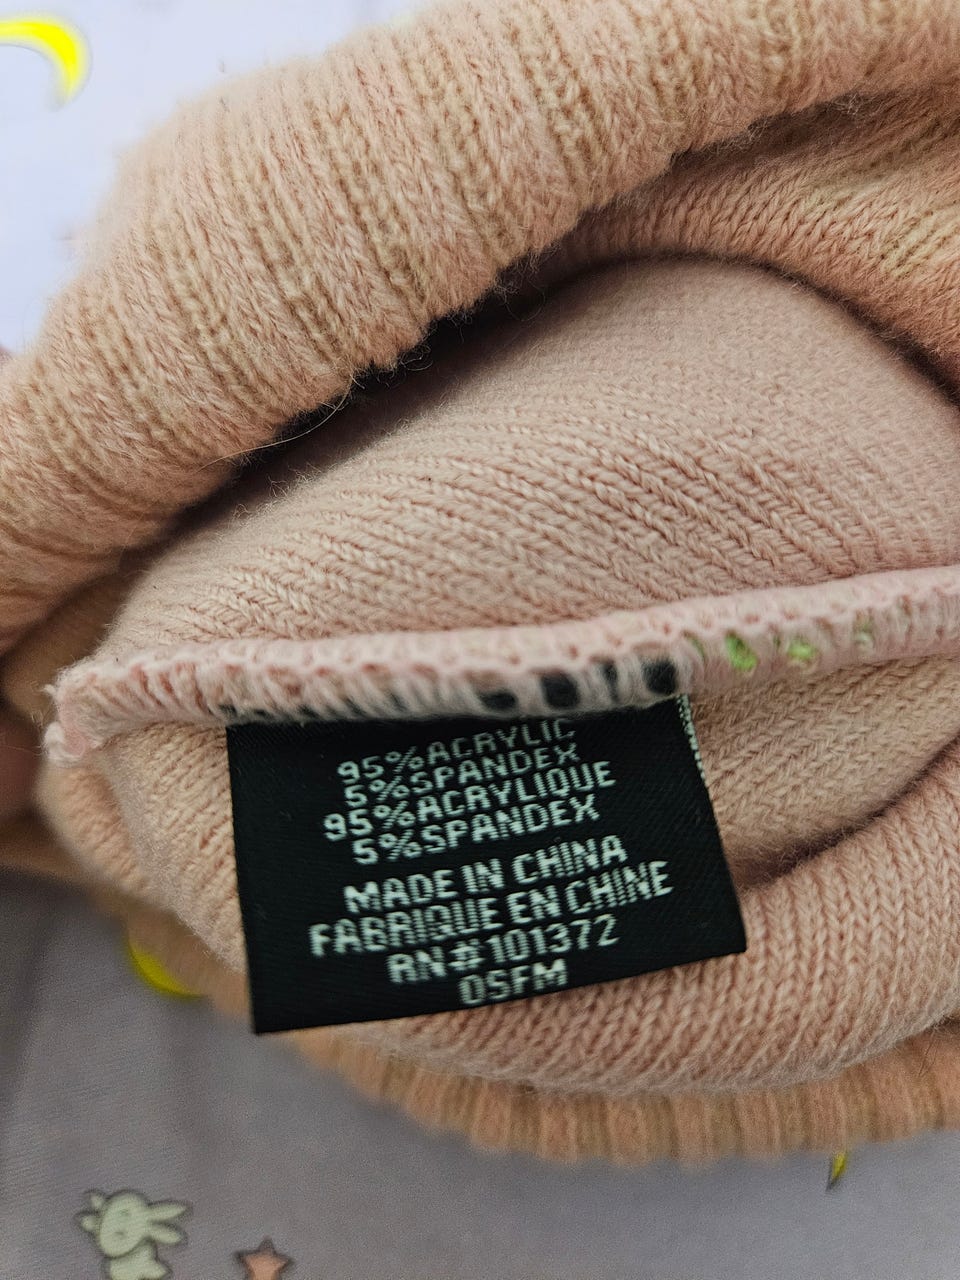 95%ACRYLIC
5%SPANDEX
95%ACRYLIQUE
5%SPANDEX
MADE IN CHINA
FABRIQUE EN CHINE
RN#101372
OSFM